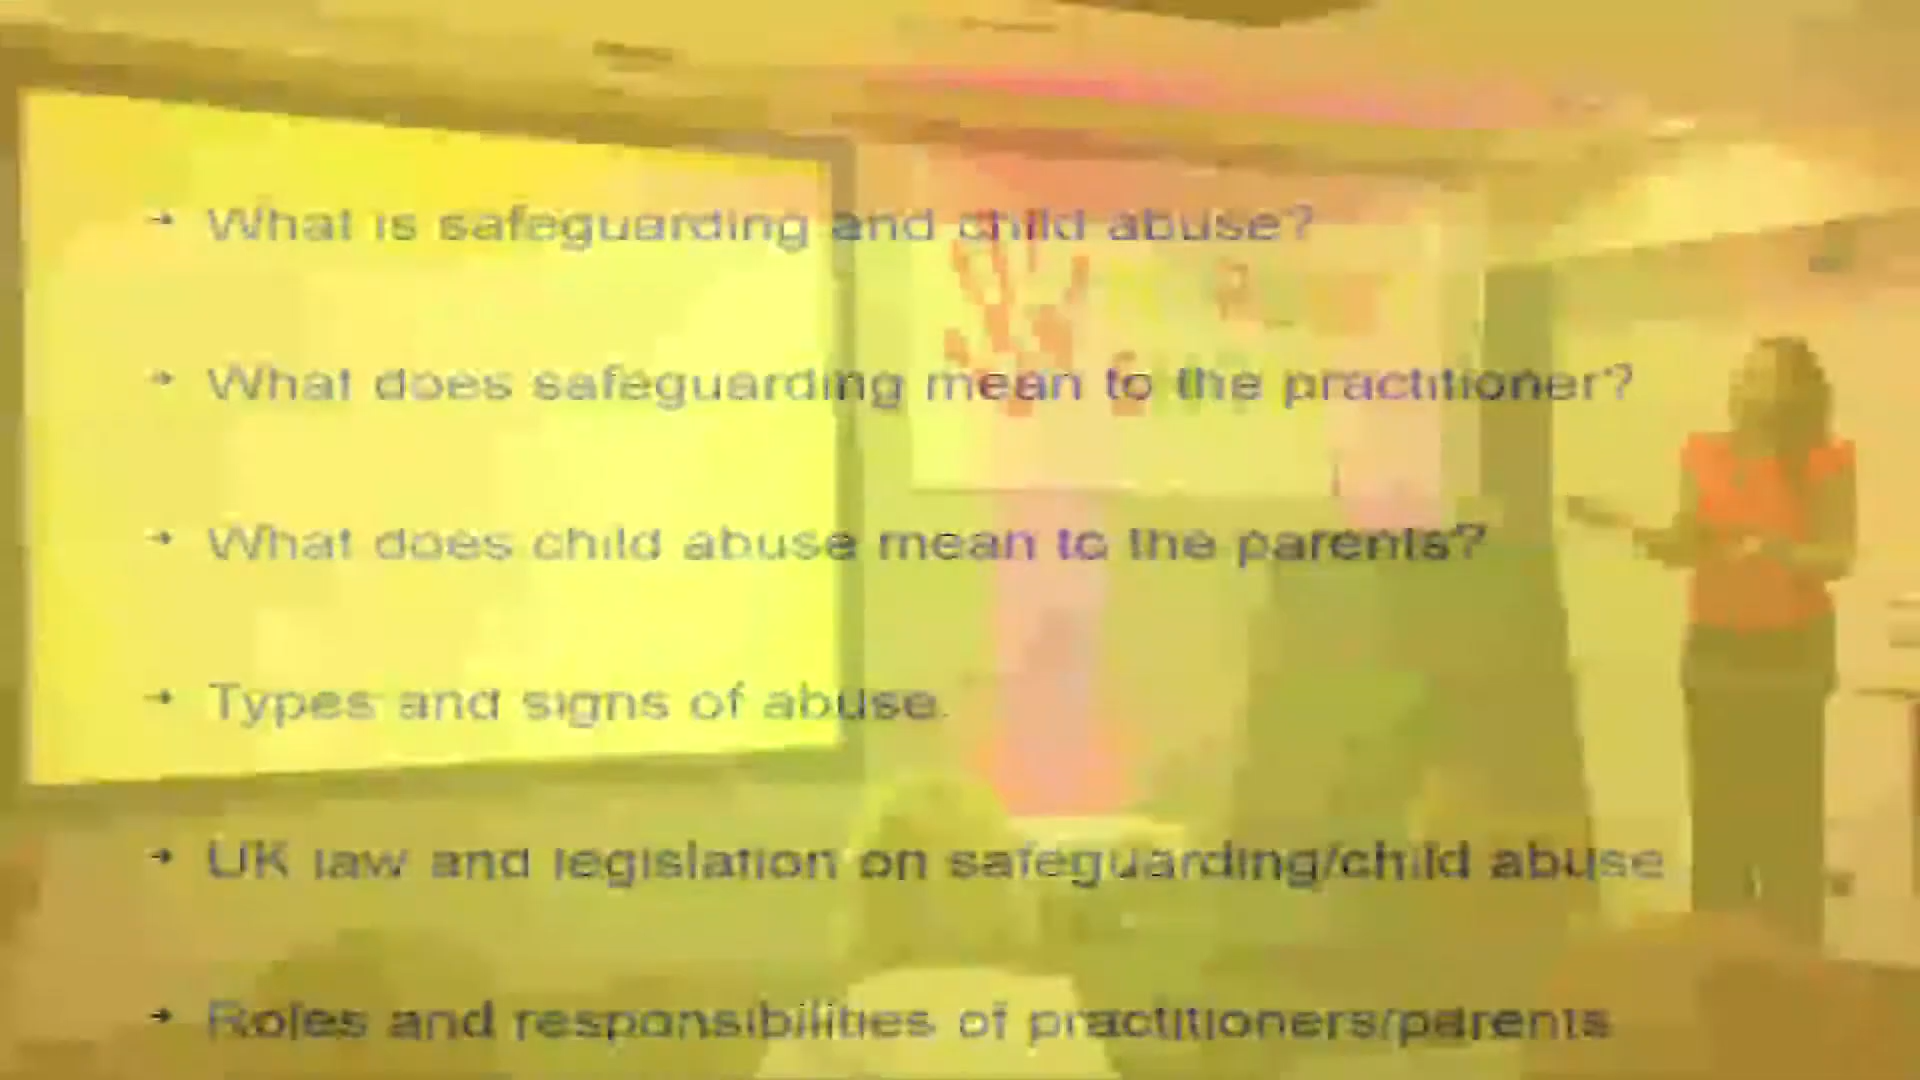 What is safeguarding and child abuse?
What does safeguarding mean to the practitioner?
What does child abuse mean to the parents?
Types and signs of abuse.
UK law and legislation on safeguarding/child abuse
Roles and responsibilities of practitioners/parents